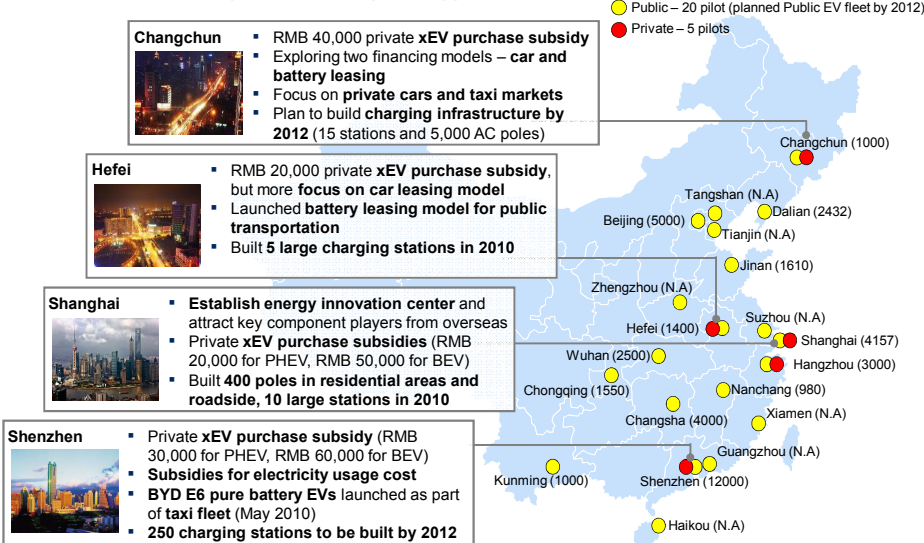 Public – 20 pilot (planned Public EV fleet by 2012)
Private – 5 pilots
Changchun
▪ RMB 40,000 private xEV purchase subsidy
▪ Exploring two financing models – car and
battery leasing
▪ Focus on private cars and taxi markets
▪ Plan to build charging infrastructure by
2012 (15 stations and 5,000 AC poles)
Hefei
▪ RMB 20,000 private xEV purchase subsidy,
but more focus on car leasing model
▪ Launched battery leasing model for public
transportation
▪ Built 5 large charging stations in 2010
Shanghai
▪ Establish energy innovation center and
attract key component players from overseas
▪ Private xEV purchase subsidies (RMB
20,000 for PHEV, RMB 50,000 for BEV)
▪ Built 400 poles in residential areas and
roadside, 10 large stations in 2010
Shenzhen
▪ Private xEV purchase subsidy (RMB
30,000 for PHEV, RMB 60,000 for BEV)
▪ Subsidies for electricity usage cost
▪ BYD E6 pure battery EVs launched as part
of taxi fleet (May 2010)
▪ 250 charging stations to be built by 2012
Changchun (1000)
Tangshan (N.A)
Beijing (5000)
Dalian (2432)
Tianjin (N.A)
Jinan (1610)
Zhengzhou (N.A)
Suzhou (N.A)
Hefei (1400)
Shanghai (4157)
Wuhan (2500)
Hangzhou (3000)
Chongqing (1550)
Nanchang (980)
Changsha (4000)
Xiamen (N.A)
Guangzhou (N.A)
Kunming (1000)
Shenzhen (12000)
Haikou (N.A)